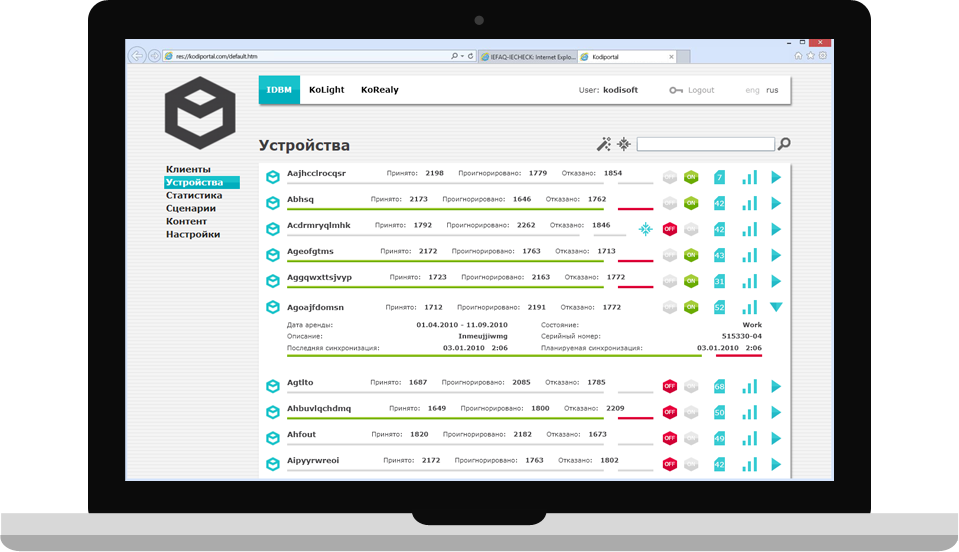 res://kodiportal.com/default.htm
IEFAQ-IECHECK: Internet Explo...
Kodiportal
IDBM KoLight KoRealy User: kodisoft Logout eng rus
Устройства
Клиенты
Устройства
Статистика
Сценарии
Контент
Настройки
Aajhcclrocqsr Принято: 2198 Проигнорировано: 1779 Отказано: 1854 OFF ON 7
Abhsq Принято: 2173 Проигнорировано: 1646 Отказано: 1762 OFF ON 42
Acdrmryqlmhk Принято: 1792 Проигнорировано: 2262 Отказано: 1846 OFF ON 42
Ageofgtms Принято: 2172 Проигнорировано: 1763 Отказано: 1713 OFF ON 43
Aggqwxttsjvyp Принято: 1723 Проигнорировано: 2163 Отказано: 1772 OFF ON 31
Agoajfdomsn Принято: 1712 Проигнорировано: 2191 Отказано: 1772 OFF ON 52
Дата аренды: 01.04.2010 - 11.09.2010 Состояние: Work
Описание: Inmeujjiwmg Серийный номер: 515330-04
Последняя синхронизация: 03.01.2010 2:06 Планируемая синхронизация: 03.01.2010 2:06
Agtlto Принято: 1687 Проигнорировано: 2085 Отказано: 1785 OFF ON 68
Ahbuvlqchdmq Принято: 1649 Проигнорировано: 1800 Отказано: 2209 OFF ON 50
Ahfout Принято: 1820 Проигнорировано: 2182 Отказано: 1673 OFF ON 49
Aipyyrwreoi Принято: 2172 Проигнорировано: 1763 Отказано: 1802 OFF ON 42